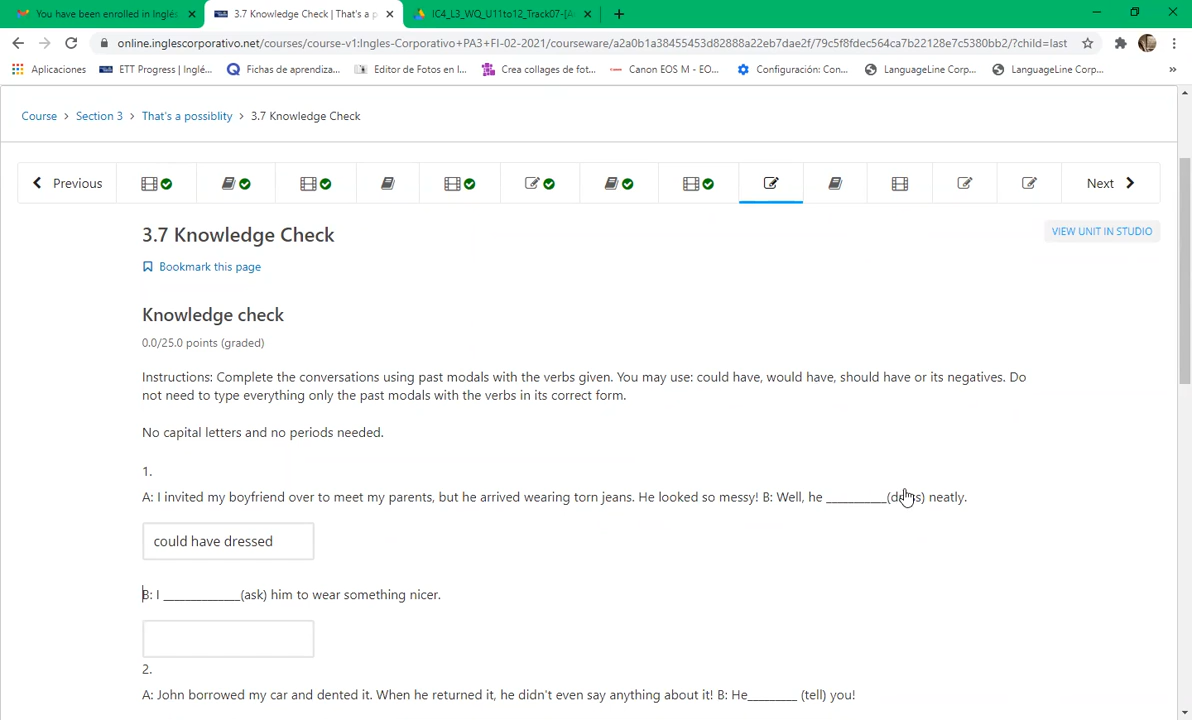 You have been enrolled in Inglés
3.7 Knowledge Check | That's a p
IC4_L3_WQ_U11to12_Track07-[A
online.inglescorporativo.net/courses/course-v1:Ingles-Corporativo+PA3+FI-02-2021/courseware/a2a0b1a38455453d82888a22eb7dae2f/79c5f8fdec564ca7b22128e7c5380bb2/?child=last
Aplicaciones
ETT Progress | Inglé...
Fichas de aprendiza...
Editor de Fotos en l...
Crea collages de fot...
Canon EOS M - EO...
Configuración: Con...
LanguageLine Corp...
LanguageLine Corp...
Course > Section 3 > That's a possiblity > 3.7 Knowledge Check
Previous
Next
3.7 Knowledge Check
VIEW UNIT IN STUDIO
Bookmark this page
Knowledge check
0.0/25.0 points (graded)
Instructions: Complete the conversations using past modals with the verbs given. You may use: could have, would have, should have or its negatives. Do
not need to type everything only the past modals with the verbs in its correct form.
No capital letters and no periods needed.
1.
A: I invited my boyfriend over to meet my parents, but he arrived wearing torn jeans. He looked so messy! B: Well, he __________(dress) neatly.
could have dressed
B: I _____________(ask) him to wear something nicer.
2.
A: John borrowed my car and dented it. When he returned it, he didn't even say anything about it! B: He________ (tell) you!